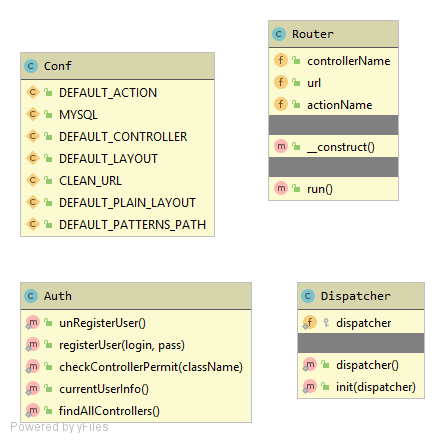 Conf
DEFAULT_ACTION
MYSQL
DEFAULT_CONTROLLER
DEFAULT_LAYOUT
CLEAN_URL
DEFAULT_PLAIN_LAYOUT
DEFAULT_PATTERNS_PATH
Router
controllerName
url
actionName
__construct()
run()
Auth
unRegisterUser()
registerUser(login, pass)
checkControllerPermit(className)
currentUserInfo()
findAllControllers()
Dispatcher
dispatcher
dispatcher()
init(dispatcher)
Powered by yFiles